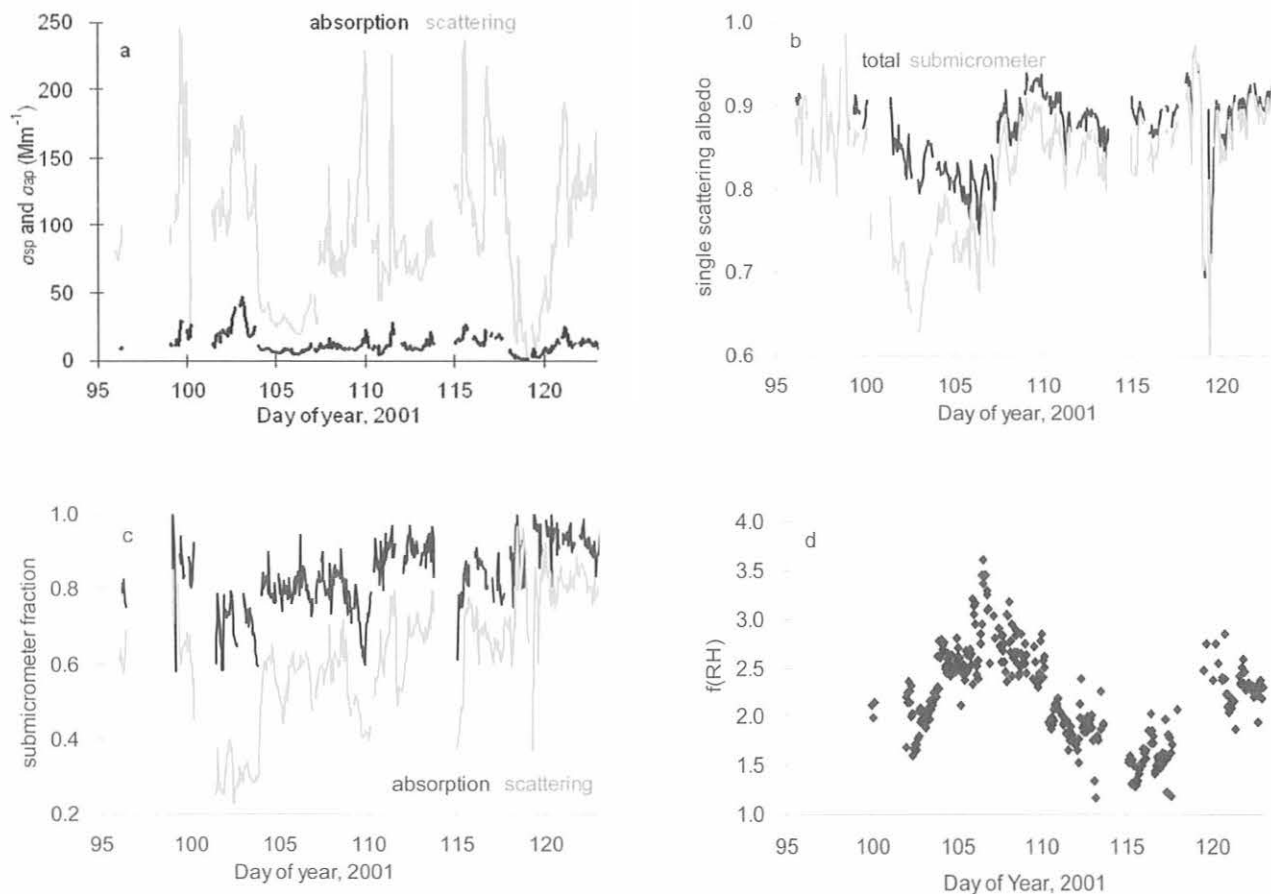 absorption scattering
a
250
200
150
100
50
0
σsp and σap (Mm⁻¹)
95 100 105 110 115 120
Day of year, 2001
1.0
0.9
0.8
0.7
0.6
b
total submicrometer
single scattering albedo
95 100 105 110 115 120
Day of year, 2001
1.0
0.8
0.6
0.4
0.2
c
submicrometer fraction
absorption scattering
95 100 105 110 115 120
Day of year, 2001
4.0
3.5
3.0
2.5
2.0
1.5
1.0
d
f(RH)
95 100 105 110 115 120
Day of Year, 2001